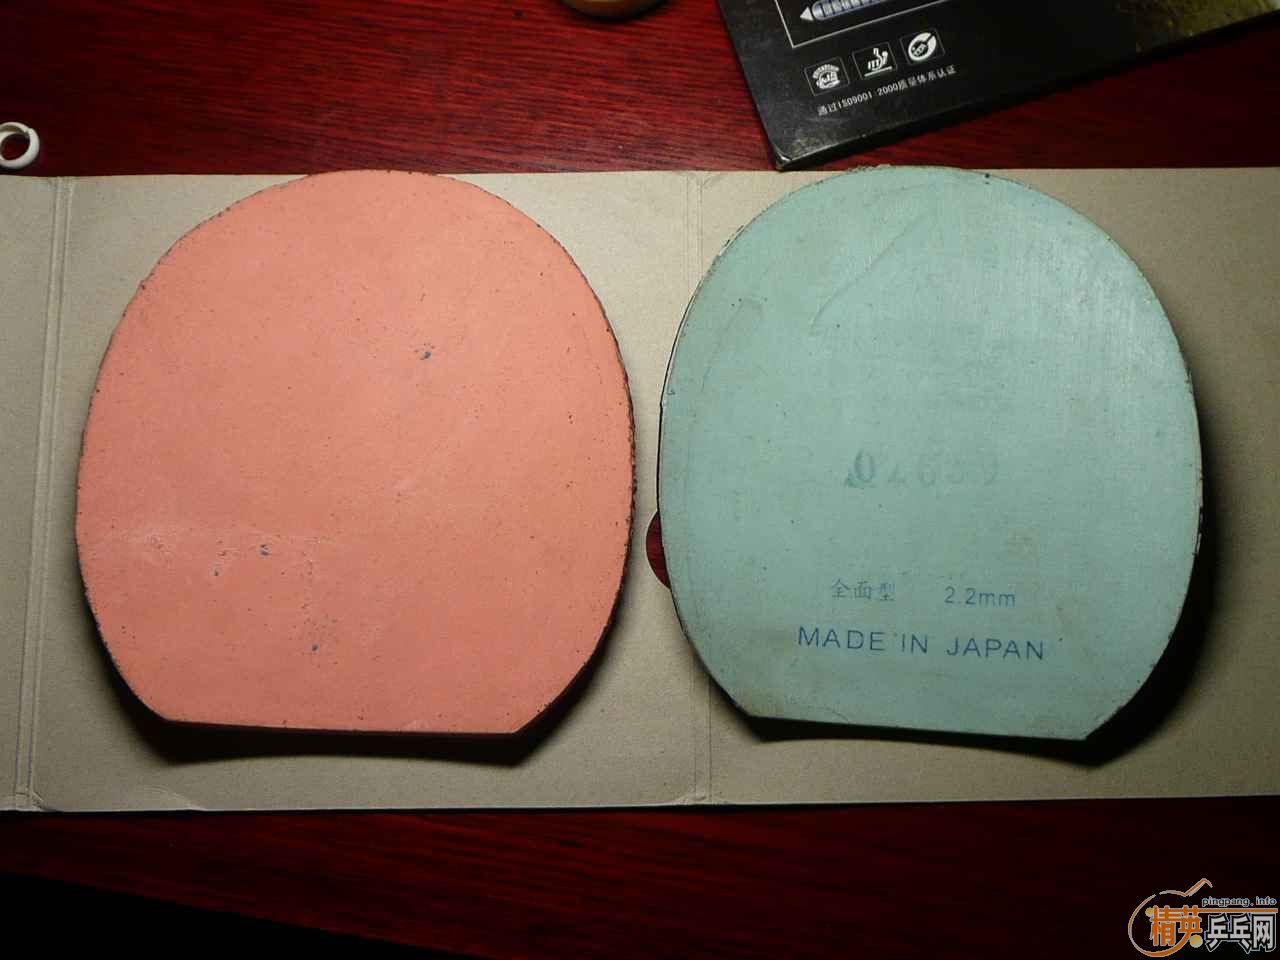 通过ISO9001:2000质量体系认证
全面型 2.2mm
MADE IN JAPAN
pingpang.info
精英乒乓网